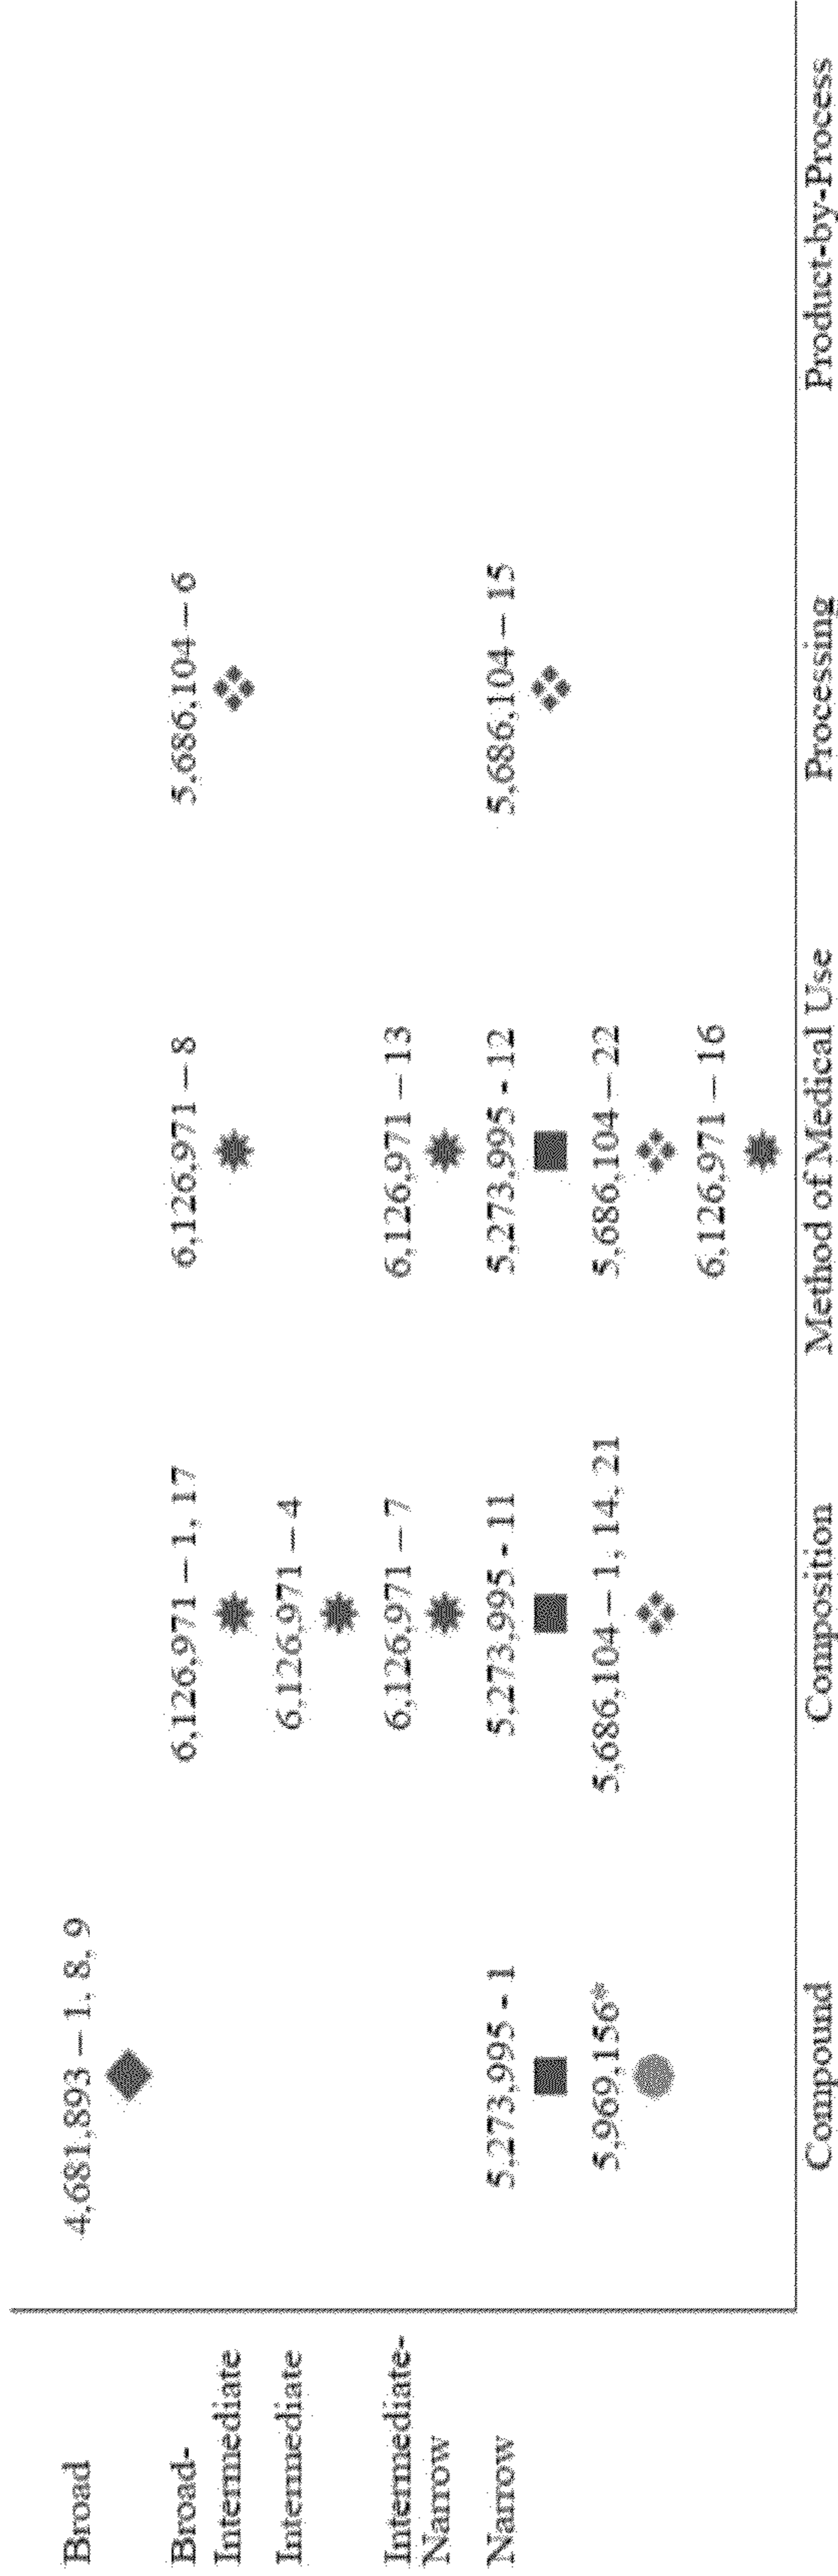 Broad
4,681,893 – 1, 8, 9
Broad-
Intermediate
6,126,971 – 1, 17
6,126,971 – 8
5,686,104 – 6
Intermediate
6,126,971 – 4
Intermediate-
Narrow
6,126,971 – 7
6,126,971 – 13
Narrow
5,273,995 - 1
5,273,995 - 11
5,273,995 - 12
5,686,104 – 15
5,969,156*
5,686,104 – 1, 14, 21
5,686,104 – 22
6,126,971 – 16
Compound
Composition
Method of Medical Use
Processing
Product-by-Process